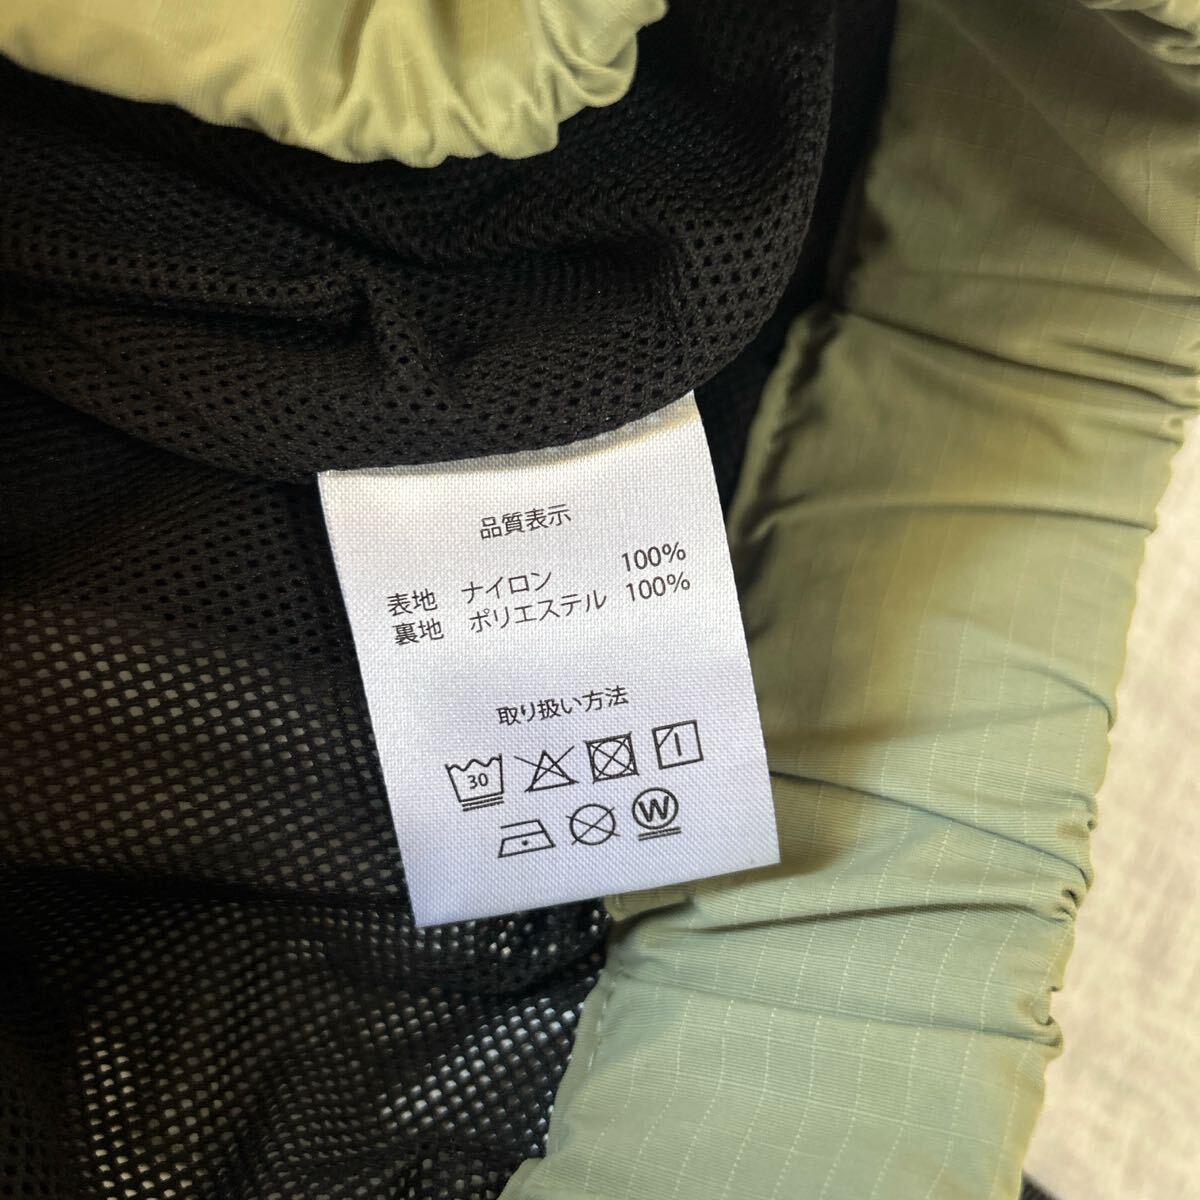 品質表示
表地 ナイロン 100%
裏地 ポリエステル 100%
取り扱い方法
30
W